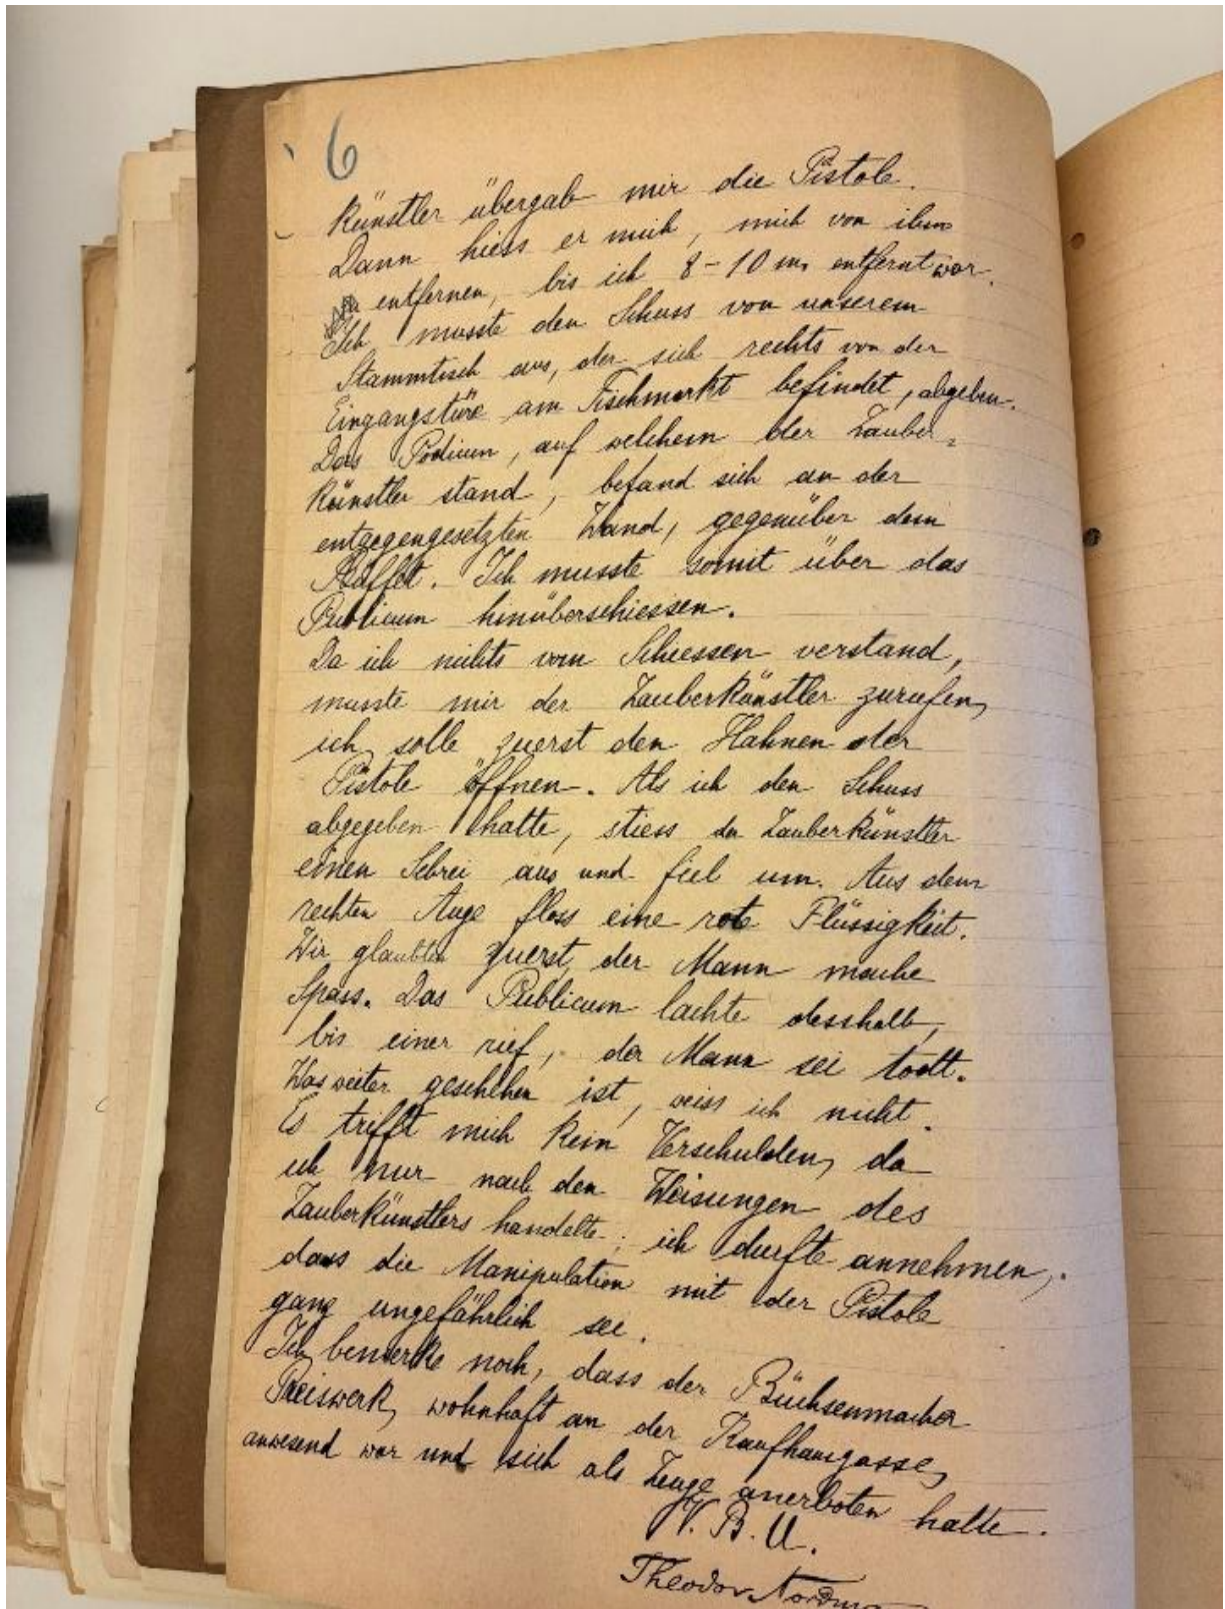 6
Künstler übergab mir die Pistole.
Dann hiess er mich, mich von ihm
zu entfernen, bis ich 8-10 m, entfernt war.
Ich musste den Schuss von unserem
Stammtisch aus, der sich rechts von der
Eingangstüre am Fischmarkt befindet, abgeben.
Das Podium, auf welchem der Zauber=
künstler stand, befand sich an der
entgegengesetzten Wand, gegenüber dem
Büffet. Ich musste somit über das
Publicum hinüberschiessen.
Da ich nichts vom Schiessen verstand,
musste mir der Zauberkünstler zurufen,
ich solle zuerst den Hahnen der
Pistole öffnen. Als ich den Schuss
abgegeben hatte, stiess der Zauberkünstler
einen Schrei aus und fiel um. Aus dem
rechten Auge floss eine rote Flüssigkeit.
Wir glaubten zuerst, der Mann mache
Spass. Das Publicum lachte desshalb,
bis einer rief, der Mann sei todt.
Was weiter geschehen ist, weiss ich nicht.
Es trifft mich kein Verschulden, da
ich nur nach den Weisungen des
Zauberkünstlers handelte; ich durfte annehmen,
dass die Manipulation mit der Pistole
ganz ungefährlich sei.
Ich bemerke noch, dass der Büchsenmacher
Preiswerk, wohnhaft an der Kaufhausgasse,
anwesend war und sich als Zeuge anerboten hatte.
V. B. U.
Theodor